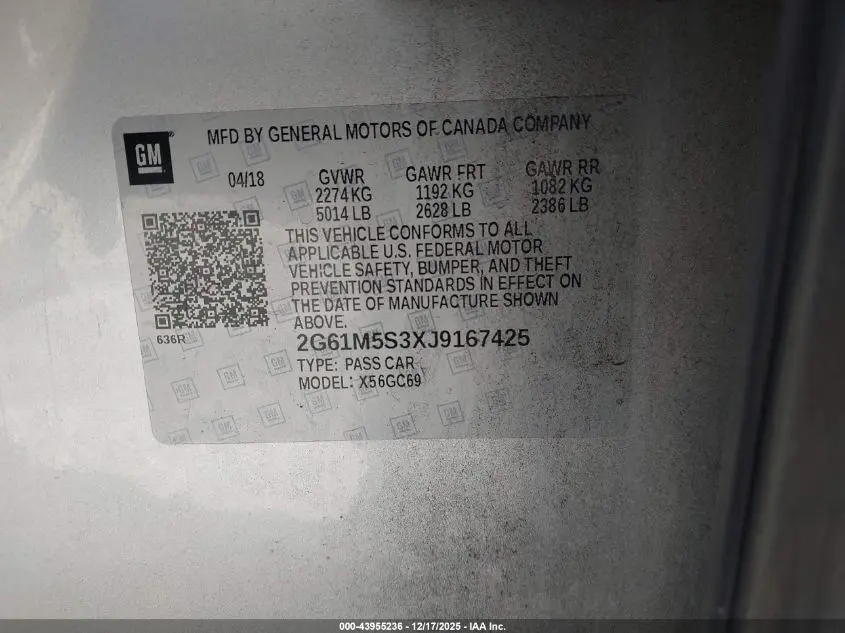 GM
MFD BY GENERAL MOTORS OF CANADA COMPANY
04/18 GVWR GAWR FRT GAWR RR
2274 KG 1192 KG 1082 KG
5014 LB 2628 LB 2386 LB
THIS VEHICLE CONFORMS TO ALL
APPLICABLE U.S. FEDERAL MOTOR
VEHICLE SAFETY, BUMPER, AND THEFT
PREVENTION STANDARDS IN EFFECT ON
THE DATE OF MANUFACTURE SHOWN
ABOVE.
636R
2G61M5S3XJ9167425
TYPE: PASS CAR
MODEL: X56GC69
000-43955236 - 12/17/2025 - IAA Inc.